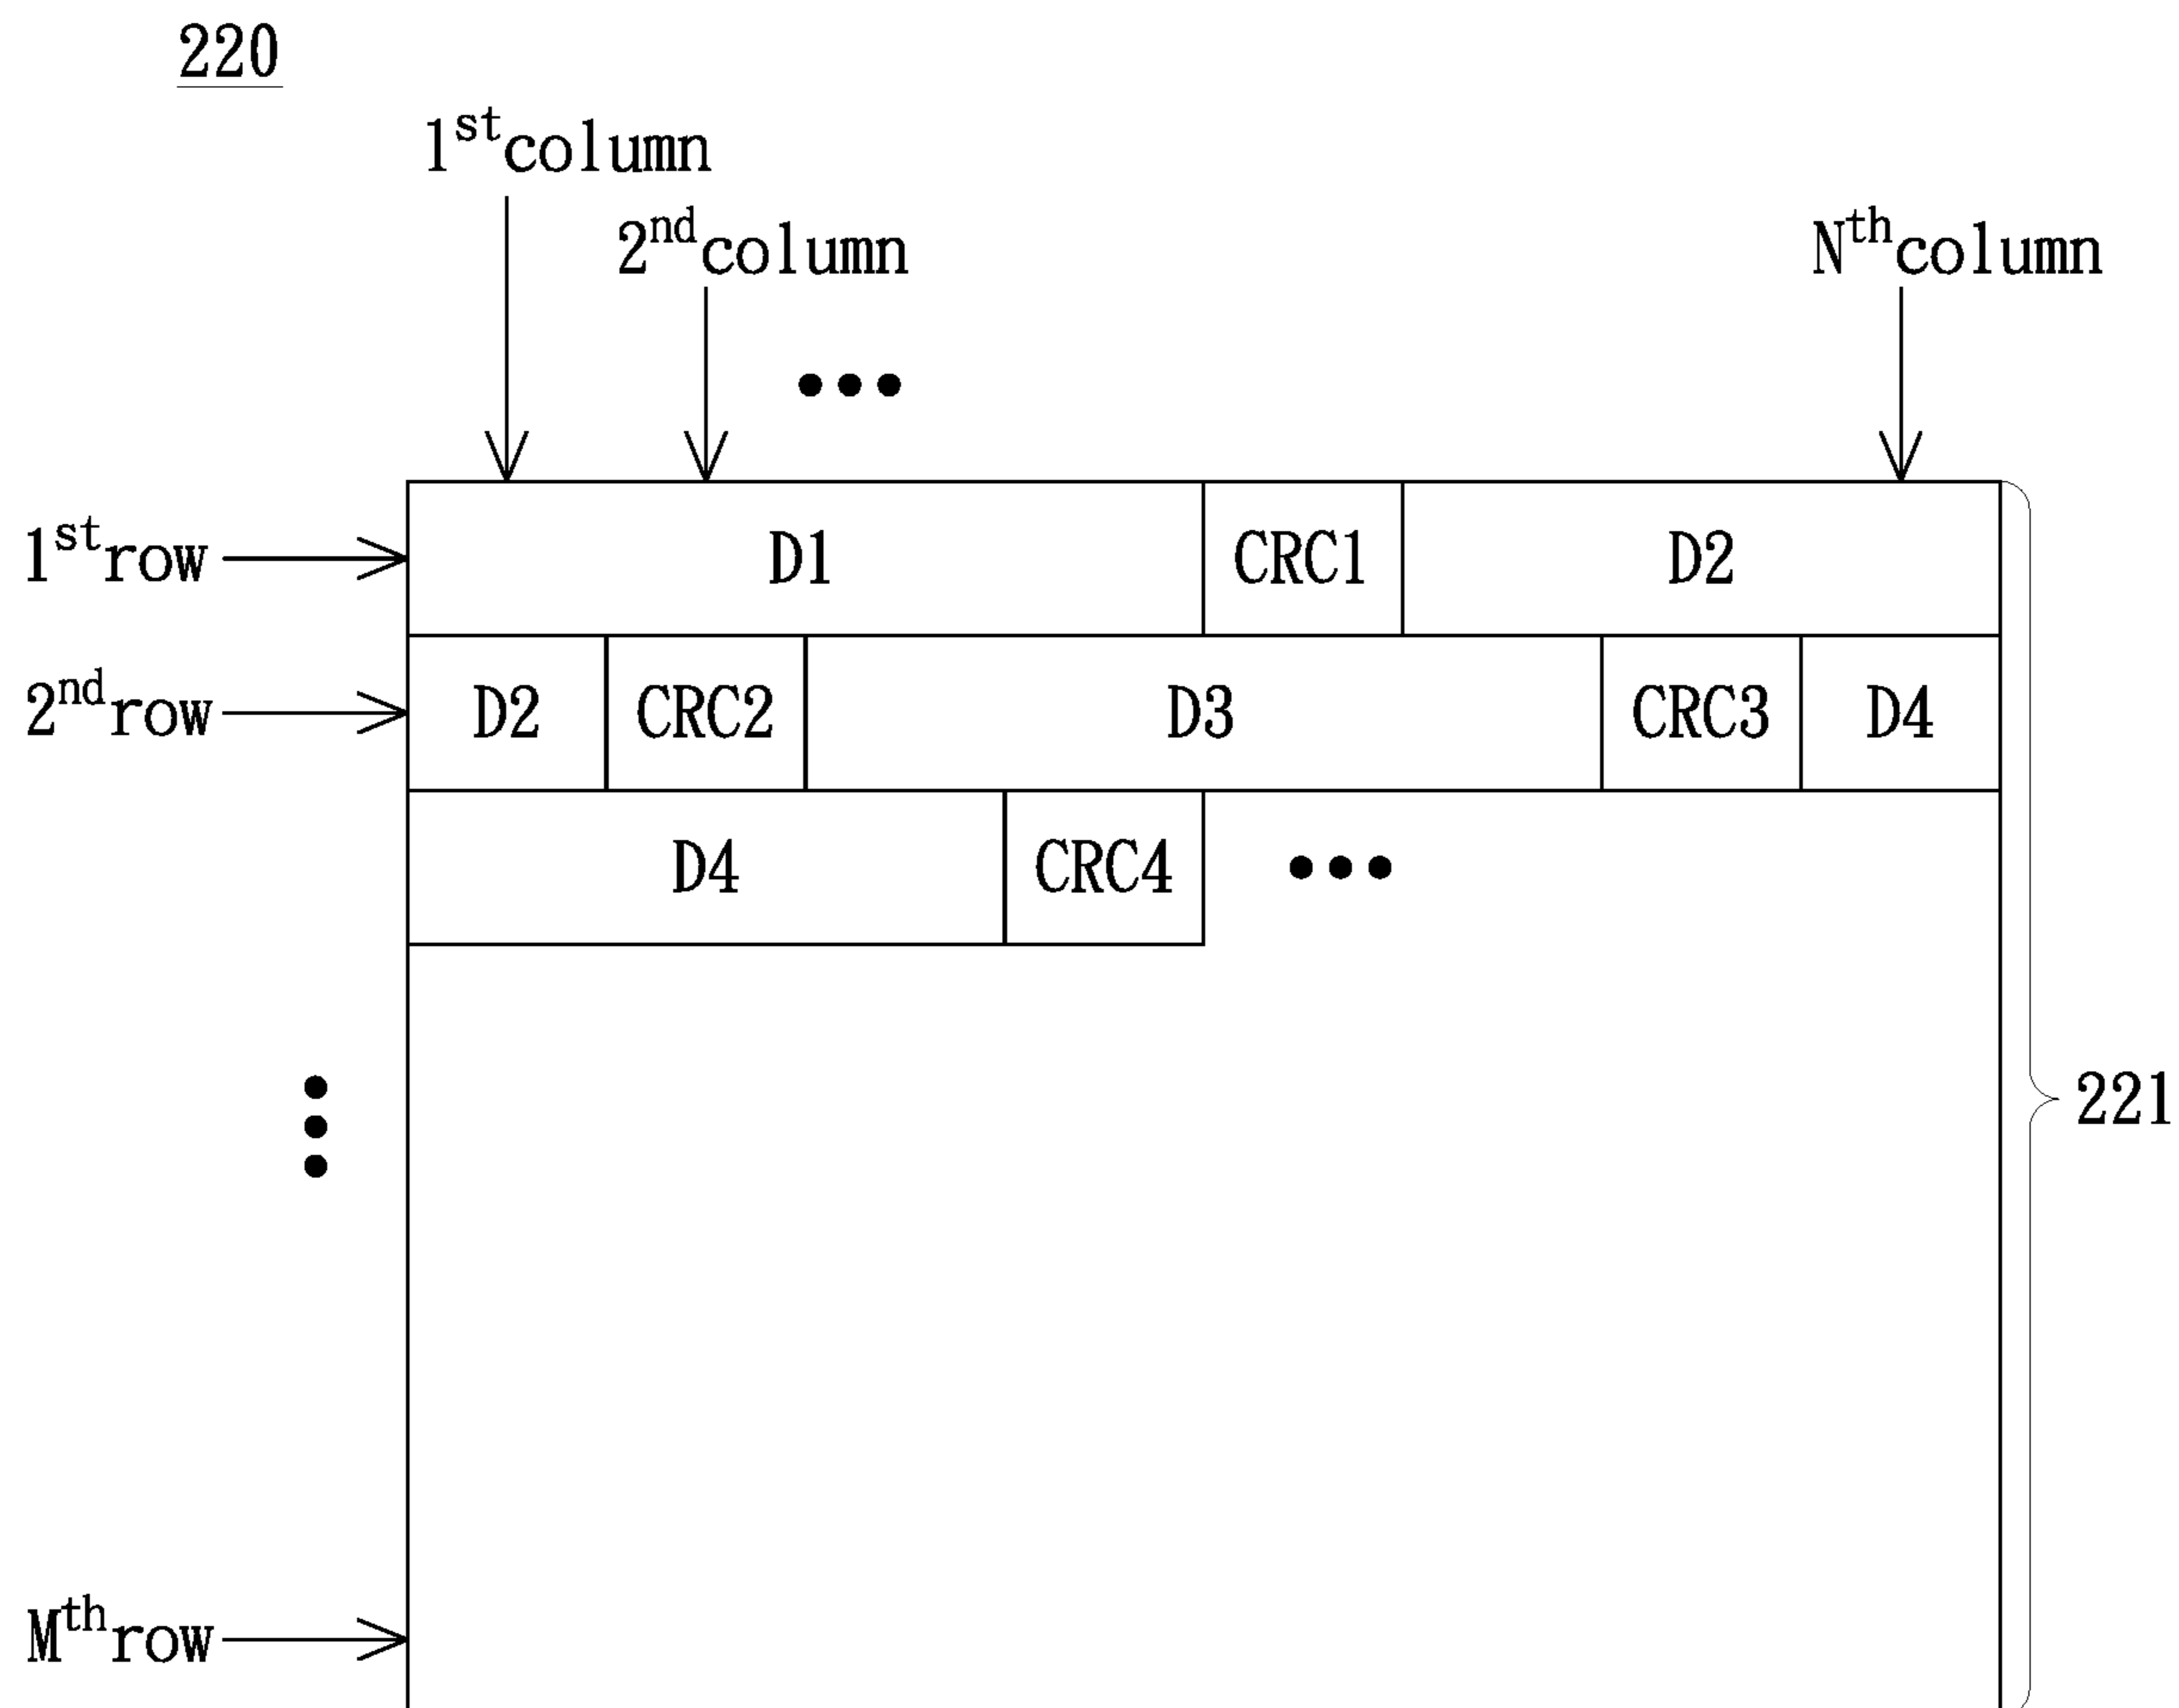 220
1st column
2nd column
Nth column
1st row D1 CRC1 D2
2nd row D2 CRC2 D3 CRC3 D4
D4 CRC4
221
Mth row